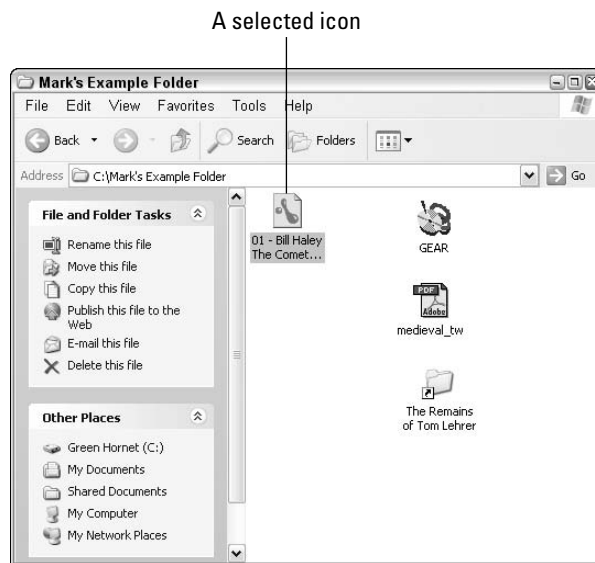 A selected icon
Mark's Example Folder
File Edit View Favorites Tools Help
Back Search Folders
Address C:\Mark's Example Folder Go
File and Folder Tasks
Rename this file
Move this file
Copy this file
Publish this file to the
Web
E-mail this file
Delete this file
Other Places
Green Hornet (C:)
My Documents
Shared Documents
My Computer
My Network Places
01 - Bill Haley
The Comet...
GEAR
PDF
Adobe
medieval_tw
The Remains
of Tom Lehrer